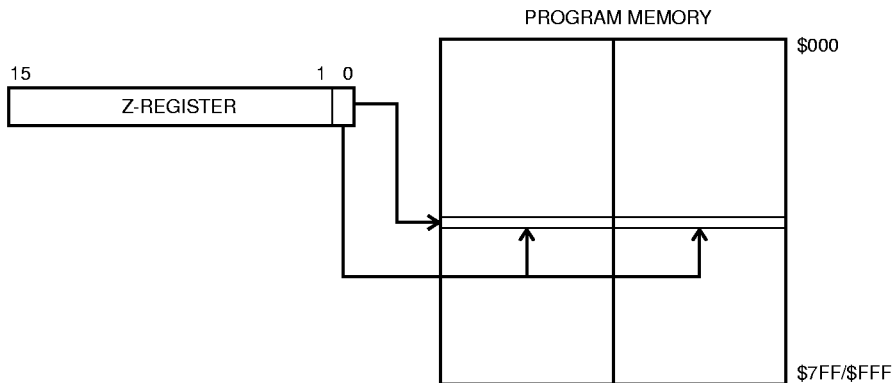 PROGRAM MEMORY
$000
15 1 0
Z-REGISTER
$7FF/$FFF